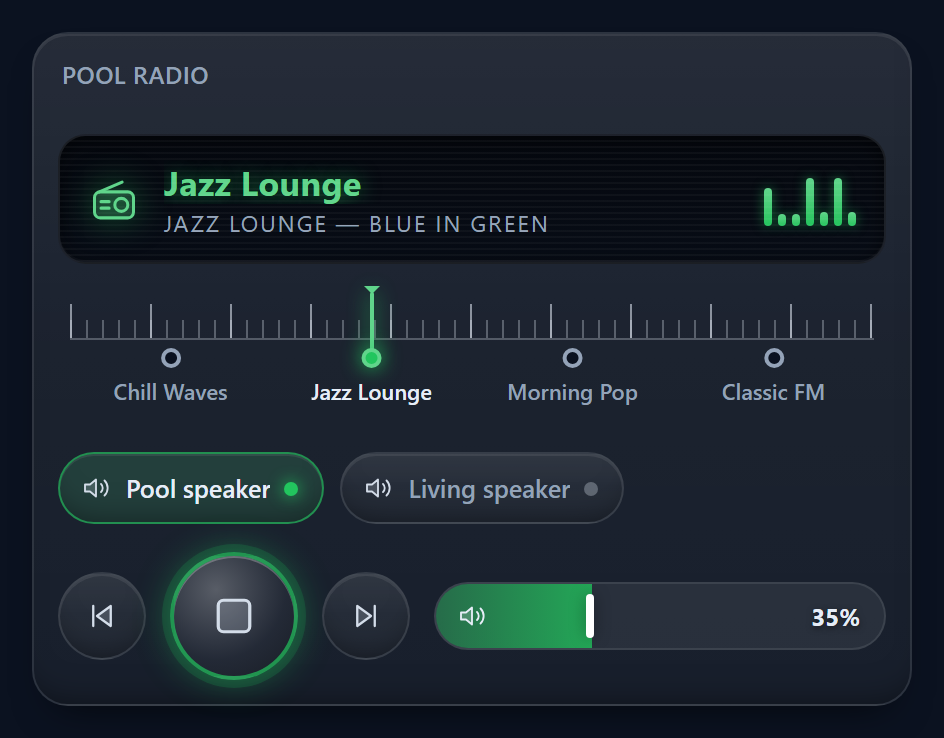 POOL RADIO
Jazz Lounge
JAZZ LOUNGE — BLUE IN GREEN
Chill Waves
Jazz Lounge
Morning Pop
Classic FM
Pool speaker
Living speaker
35%